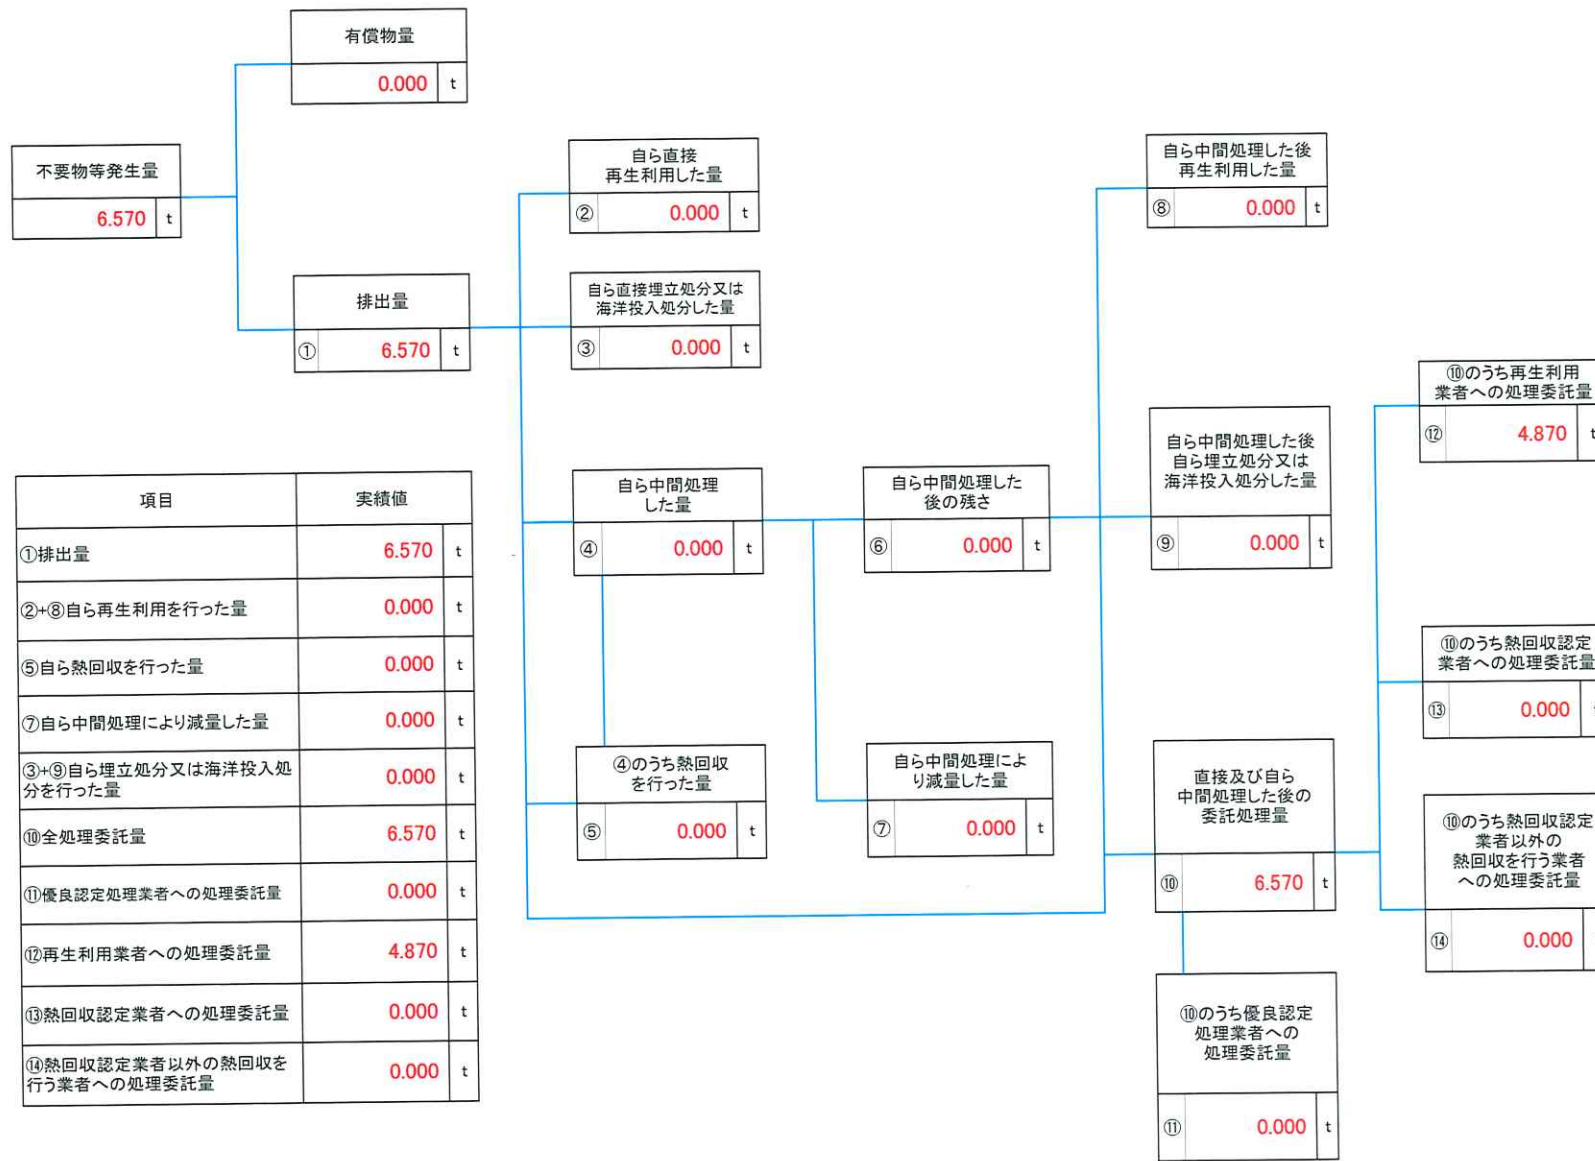 有償物量
0.000 t
不要物等発生量
6.570 t
排出量
① 6.570 t
自ら直接
再生利用した量
② 0.000 t
自ら直接埋立処分又は
海洋投入処分した量
③ 0.000 t
自ら中間処理
した量
④ 0.000 t
④のうち熱回収
を行った量
⑤ 0.000 t
自ら中間処理した
後の残さ
⑥ 0.000 t
自ら中間処理によ
り減量した量
⑦ 0.000 t
自ら中間処理した後
再生利用した量
⑧ 0.000 t
自ら中間処理した後
自ら埋立処分又は
海洋投入処分した量
⑨ 0.000 t
直接及び自ら
中間処理した後の
委託処理量
⑩ 6.570 t
⑩のうち優良認定
処理業者への
処理委託量
⑪ 0.000 t
⑩のうち再生利用
業者への処理委託量
⑫ 4.870 t
⑩のうち熱回収認定
業者への処理委託量
⑬ 0.000 t
⑩のうち熱回収認定
業者以外の
熱回収を行う業者
への処理委託量
⑭ 0.000
項目 実績値
①排出量 6.570 t
②+⑧自ら再生利用を行った量 0.000 t
⑤自ら熱回収を行った量 0.000 t
⑦自ら中間処理により減量した量 0.000 t
③+⑨自ら埋立処分又は海洋投入処
分を行った量 0.000 t
⑩全処理委託量 6.570 t
⑪優良認定処理業者への処理委託量 0.000 t
⑫再生利用業者への処理委託量 4.870 t
⑬熱回収認定業者への処理委託量 0.000 t
⑭熱回収認定業者以外の熱回収を
行う業者への処理委託量 0.000 t